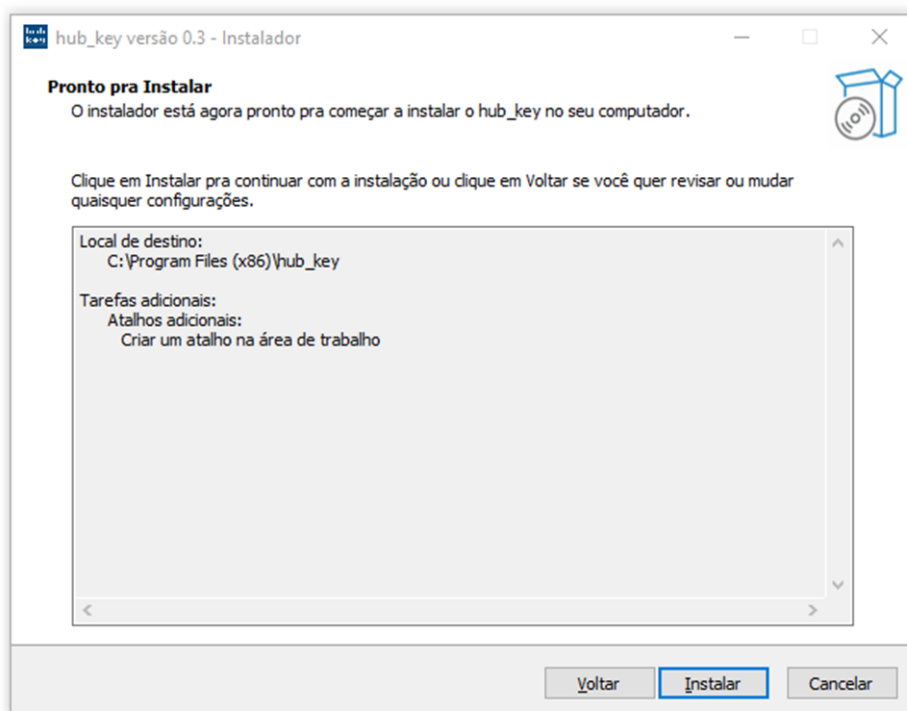 hub key
hub_key versão 0.3 - Instalador
Pronto pra Instalar
O instalador está agora pronto pra começar a instalar o hub_key no seu computador.
Clique em Instalar pra continuar com a instalação ou clique em Voltar se você quer revisar ou mudar
quaisquer configurações.
Local de destino:
C:\Program Files (x86)\hub_key
Tarefas adicionais:
Atalhos adicionais:
Criar um atalho na área de trabalho
Voltar
Instalar
Cancelar